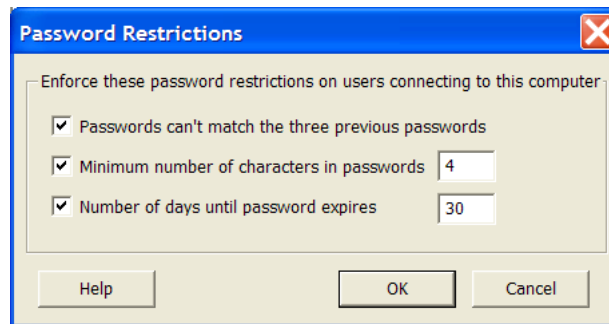 Password Restrictions
Enforce these password restrictions on users connecting to this computer
Passwords can't match the three previous passwords
Minimum number of characters in passwords 4
Number of days until password expires 30
Help OK Cancel